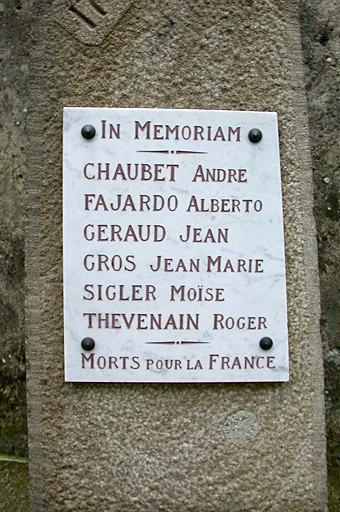 In Memoriam
CHAUBET Andre
FAJARDO Alberto
GERAUD Jean
GROS Jean Marie
SIGLER Moïse
THEVENAIN Roger
Morts pour la France